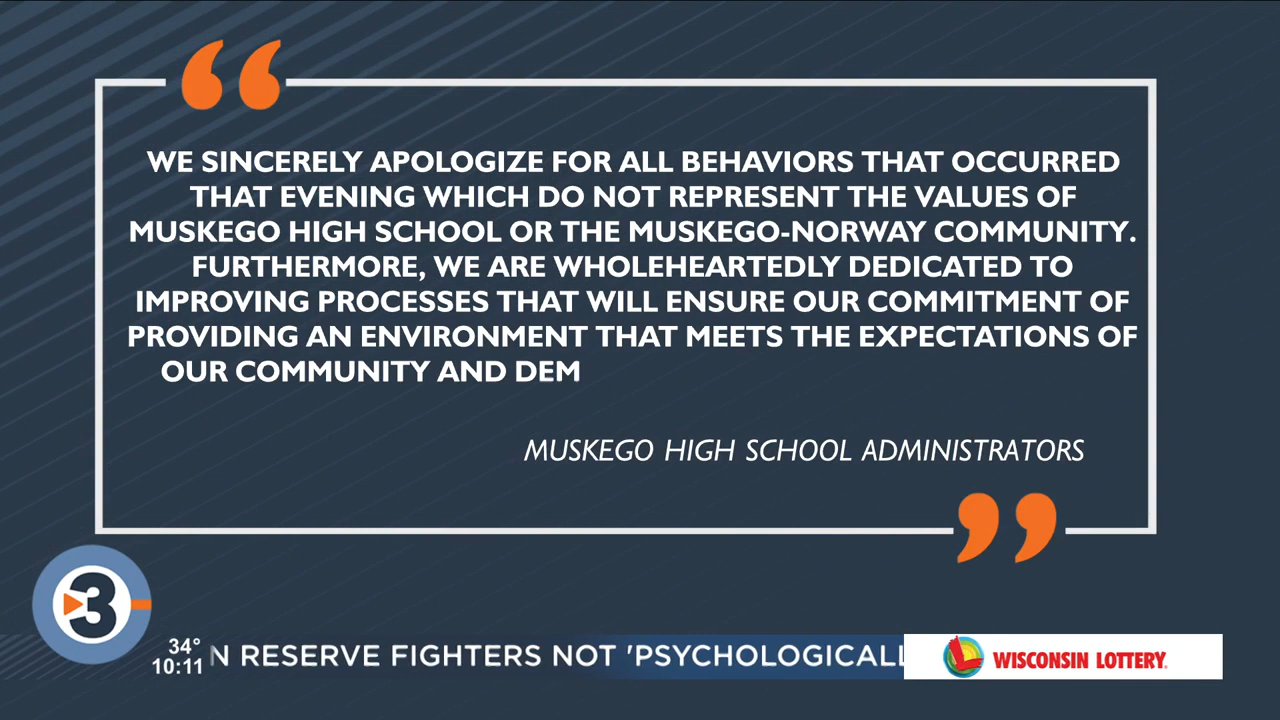 WE SINCERELY APOLOGIZE FOR ALL BEHAVIORS THAT OCCURRED
THAT EVENING WHICH DO NOT REPRESENT THE VALUES OF
MUSKEGO HIGH SCHOOL OR THE MUSKEGO-NORWAY COMMUNITY.
FURTHERMORE, WE ARE WHOLEHEARTEDLY DEDICATED TO
IMPROVING PROCESSES THAT WILL ENSURE OUR COMMITMENT OF
PROVIDING AN ENVIRONMENT THAT MEETS THE EXPECTATIONS OF
OUR COMMUNITY AND DEM
MUSKEGO HIGH SCHOOL ADMINISTRATORS
3
34°
10:11
N RESERVE FIGHTERS NOT 'PSYCHOLOGICALL
WISCONSIN LOTTERY